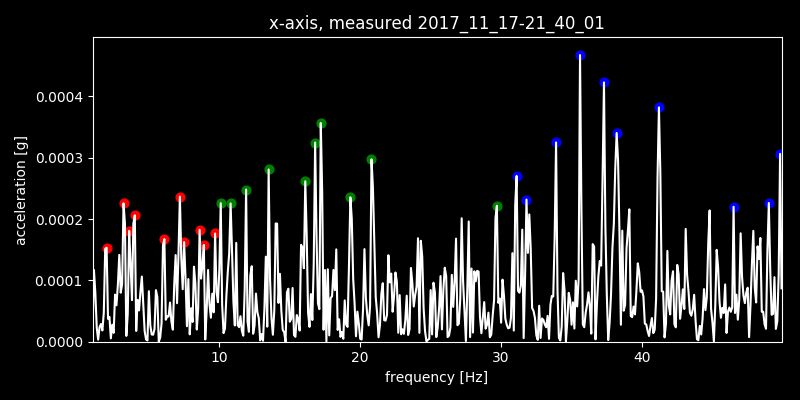 x-axis, measured 2017_11_17-21_40_01
acceleration [g]
0.0004
0.0003
0.0002
0.0001
0.0000
10 20 30 40
frequency [Hz]